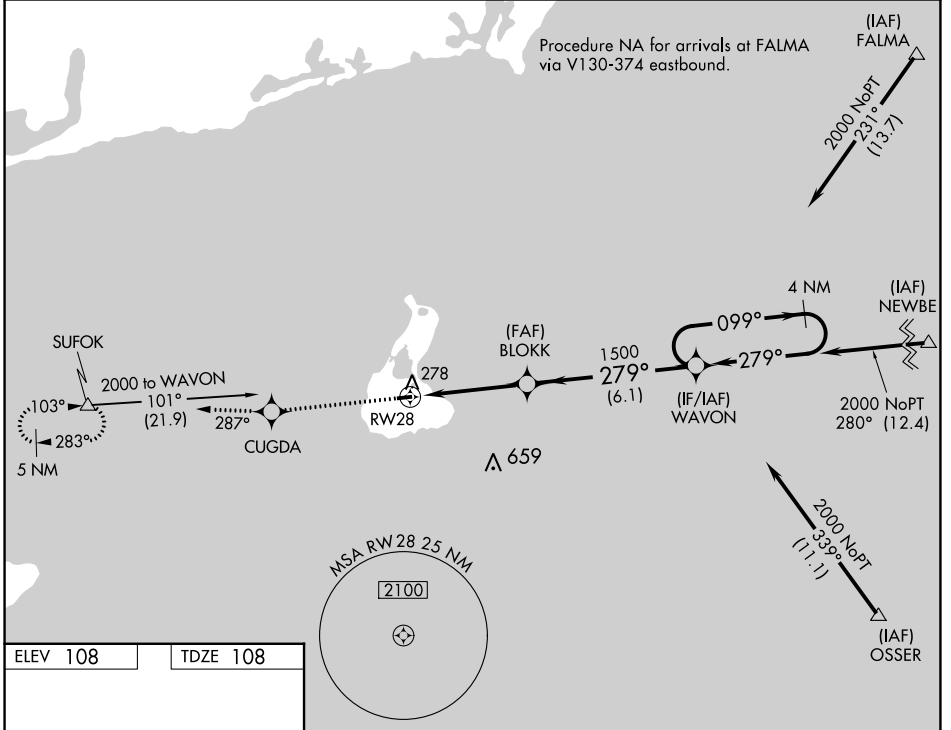 Procedure NA for arrivals at FALMA
via V130-374 eastbound.
(IAF)
FALMA
2000 NoPT
231°
(13.7)
4 NM
(IAF)
NEWBE
099°
279°
2000 NoPT
280° (12.4)
(FAF)
BLOKK
1500
279°
(6.1)
(IF/IAF)
WAVON
SUFOK
2000 to WAVON
101°
(21.9)
103°
283°
5 NM
287°
CUGDA
278
RW28
659
2000 NoPT
339°
(11.1)
(IAF)
OSSER
MSA RW 28 25 NM
2100
ELEV 108
TDZE 108